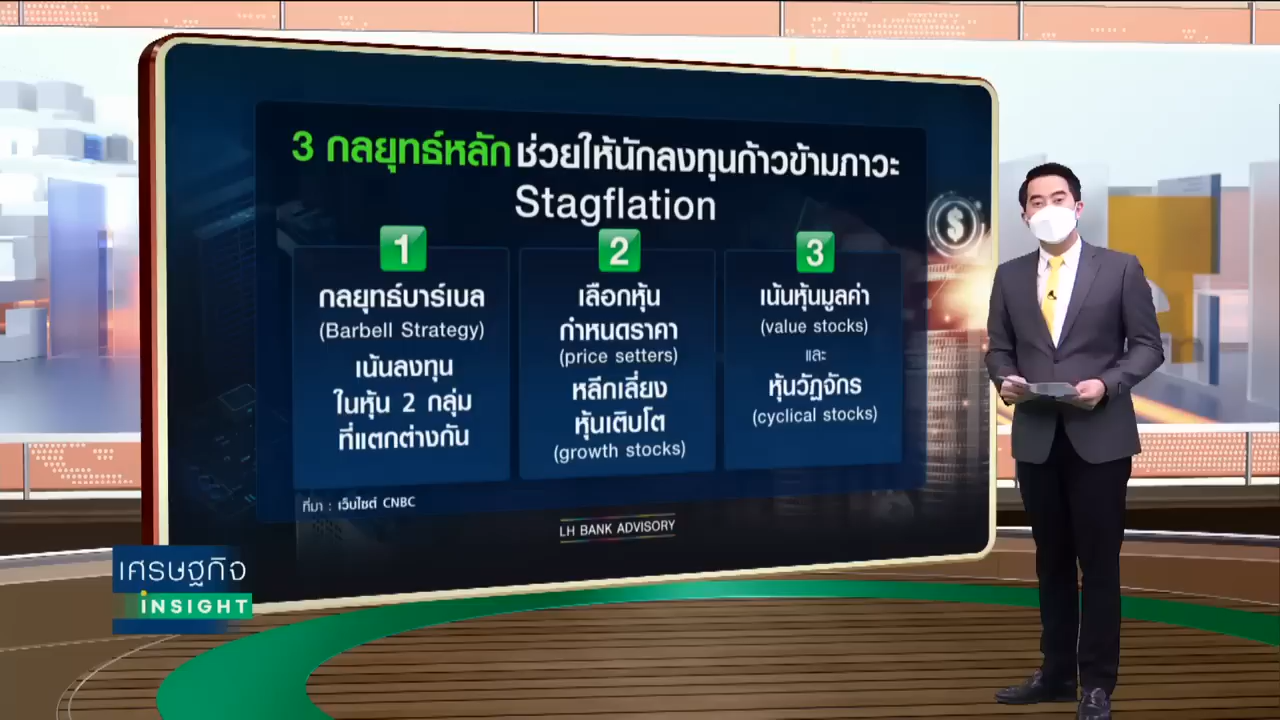 3 กลยุทธ์หลักช่วยให้นักลงทุนก้าวข้ามภาวะ
Stagflation
1
กลยุทธ์บาร์เบล
(Barbell Strategy)
เน้นลงทุน
ในหุ้น 2 กลุ่ม
ที่แตกต่างกัน
2
เลือกหุ้น
กำหนดราคา
(price setters)
หลีกเลี่ยง
หุ้นเติบโต
(growth stocks)
3
เน้นหุ้นมูลค่า
(value stocks)
และ
หุ้นวัฏจักร
(cyclical stocks)
ที่มา : เว็บไซต์ CNBC
LH BANK ADVISORY
เศรษฐกิจ
INSIGHT
$